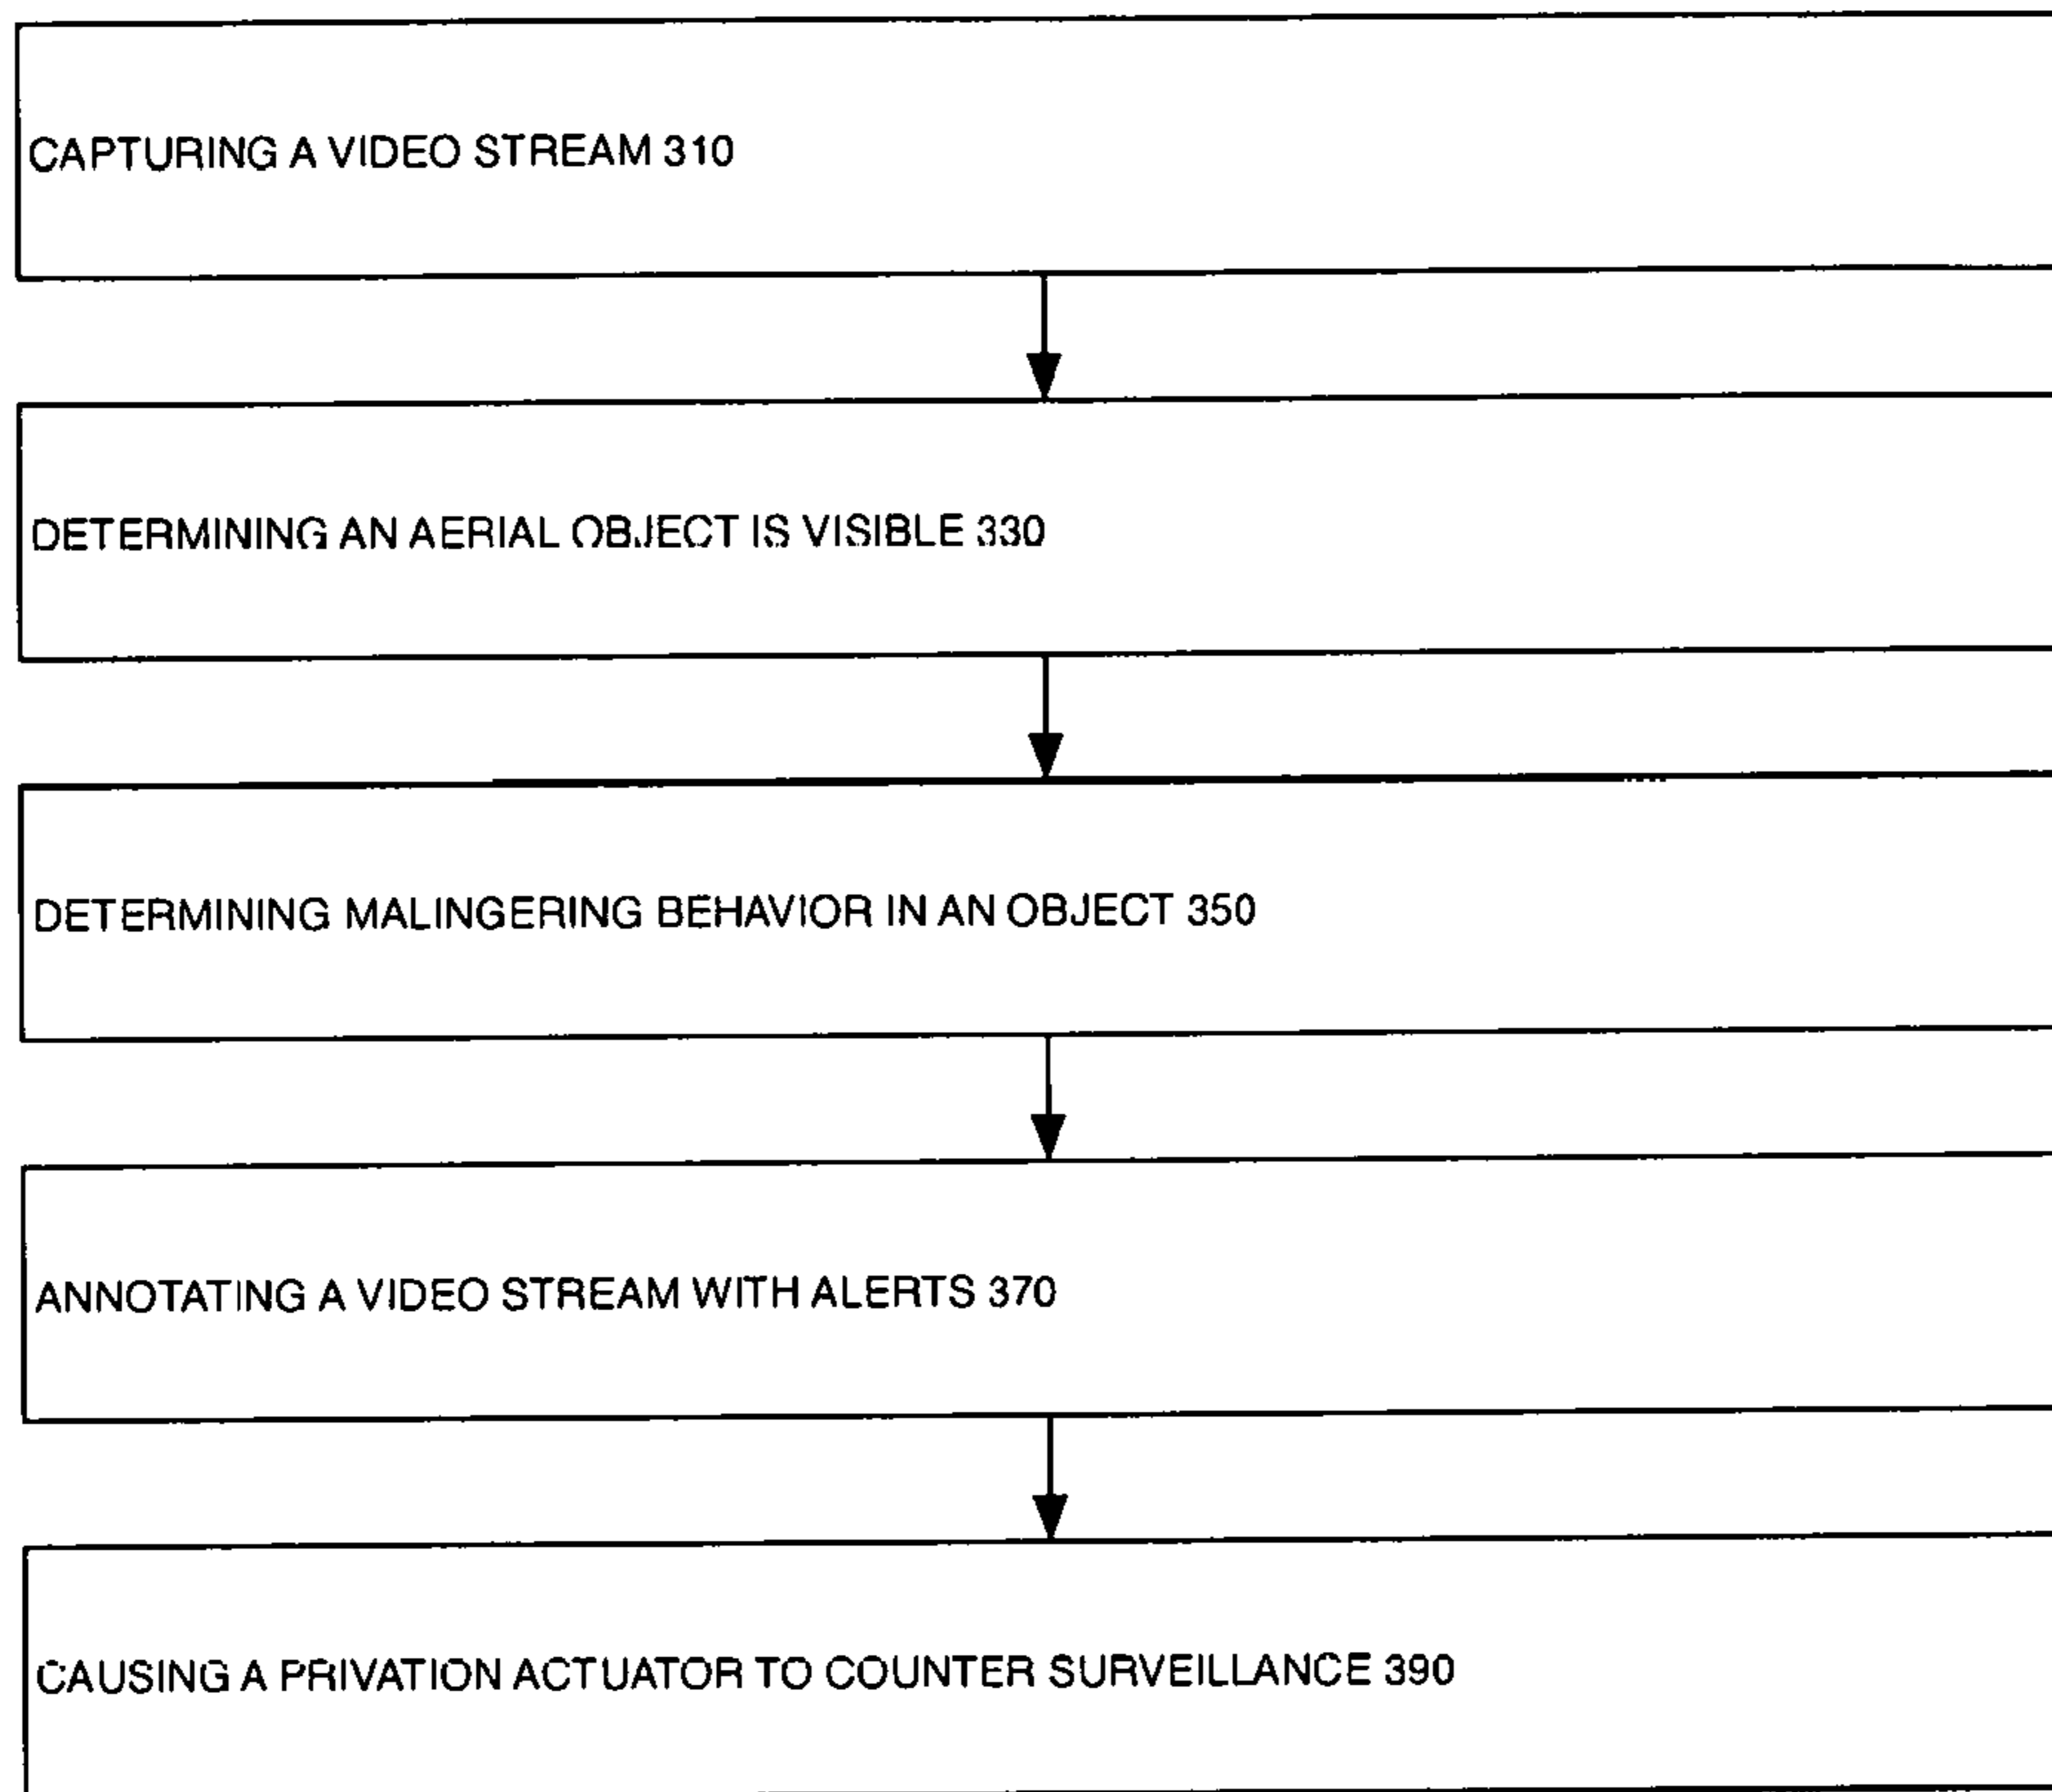 CAPTURING A VIDEO STREAM 310
DETERMINING AN AERIAL OBJECT IS VISIBLE 330
DETERMINING MALINGERING BEHAVIOR IN AN OBJECT 350
ANNOTATING A VIDEO STREAM WITH ALERTS 370
CAUSING A PRIVATION ACTUATOR TO COUNTER SURVEILLANCE 390